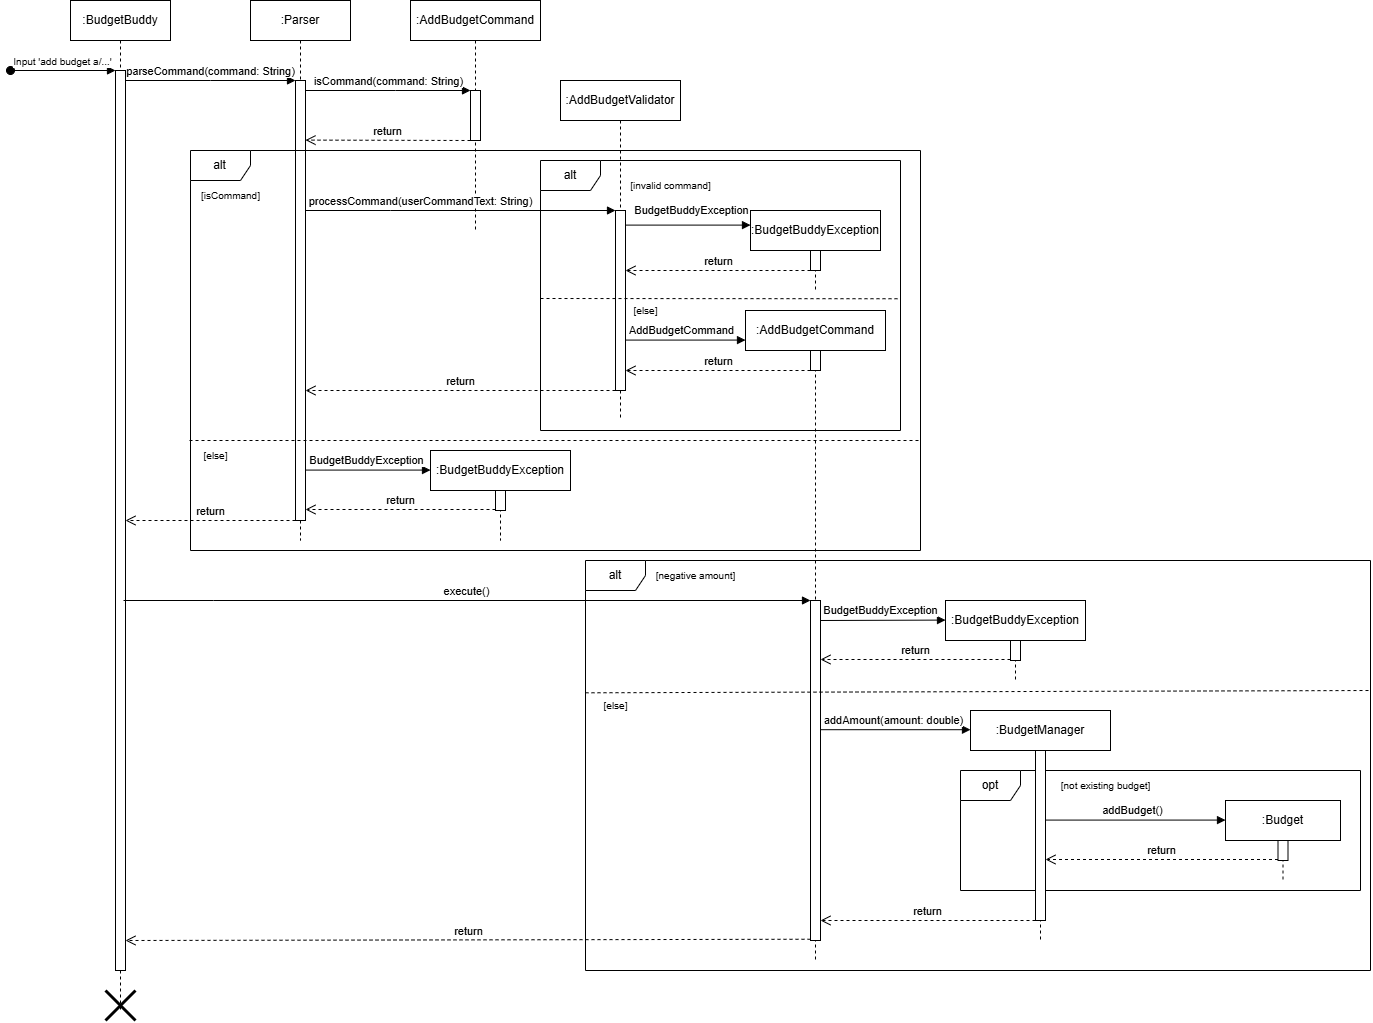 :BudgetBuddy
:Parser
:AddBudgetCommand
Input 'add budget a/...'
parseCommand(command: String)
isCommand(command: String)
:AddBudgetValidator
return
alt
alt
[isCommand]
[invalid command]
processCommand(userCommandText: String)
BudgetBuddyException
:BudgetBuddyException
return
[else]
AddBudgetCommand
:AddBudgetCommand
return
return
[else]
BudgetBuddyException
:BudgetBuddyException
return
return
alt
[negative amount]
execute()
BudgetBuddyException
:BudgetBuddyException
return
[else]
addAmount(amount: double)
:BudgetManager
opt
[not existing budget]
addBudget()
:Budget
return
return
return